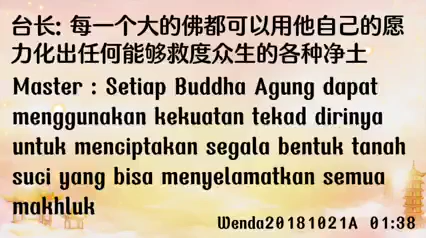 台长: 每一个大的佛都可以用他自己的愿
力化出任何能够救度众生的各种净土
Master : Setiap Buddha Agung dapat
menggunakan kekuatan tekad dirinya
untuk menciptakan segala bentuk tanah
suci yang bisa menyelamatkan semua
makhluk
Wenda20181021A 01:38